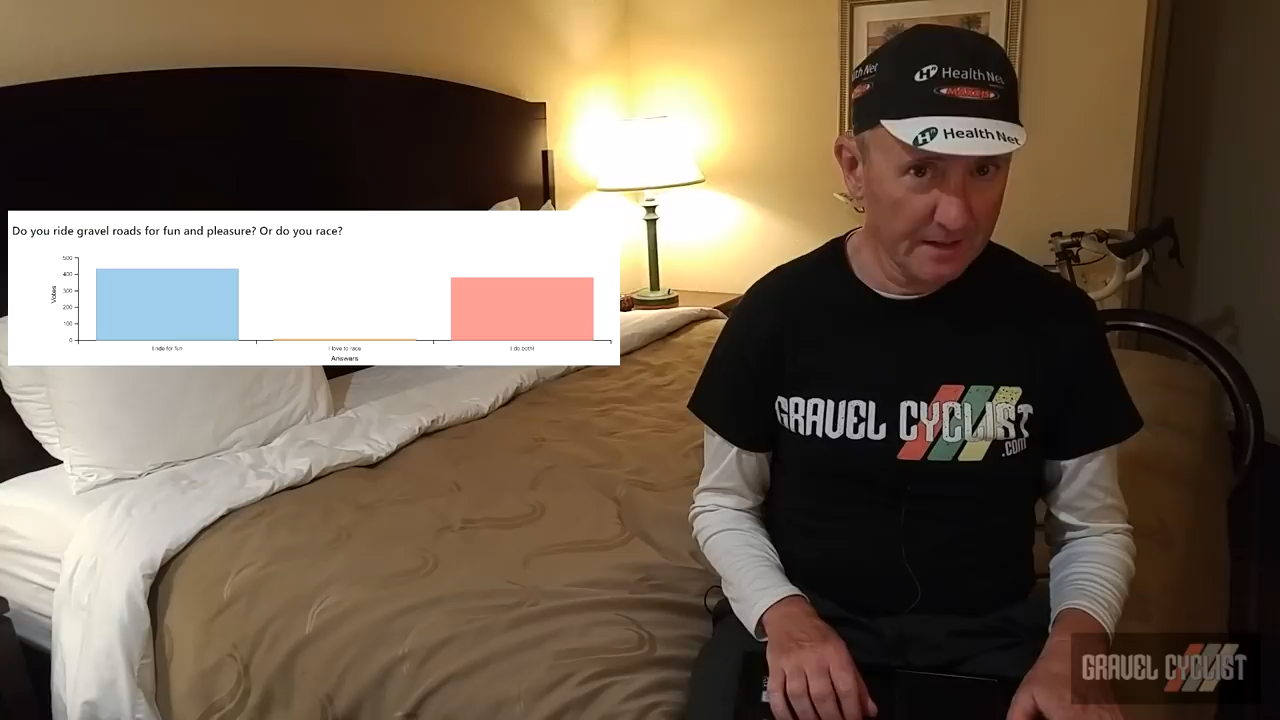 Do you ride gravel roads for fun and pleasure? Or do you race?
500
400
300
200
100
0
Votes
I ride for fun
I love to race
I do both!
Answers
Health Net
MAXXIS
Health Net
GRAVEL CYCLIST
.com
GRAVEL CYCLIST